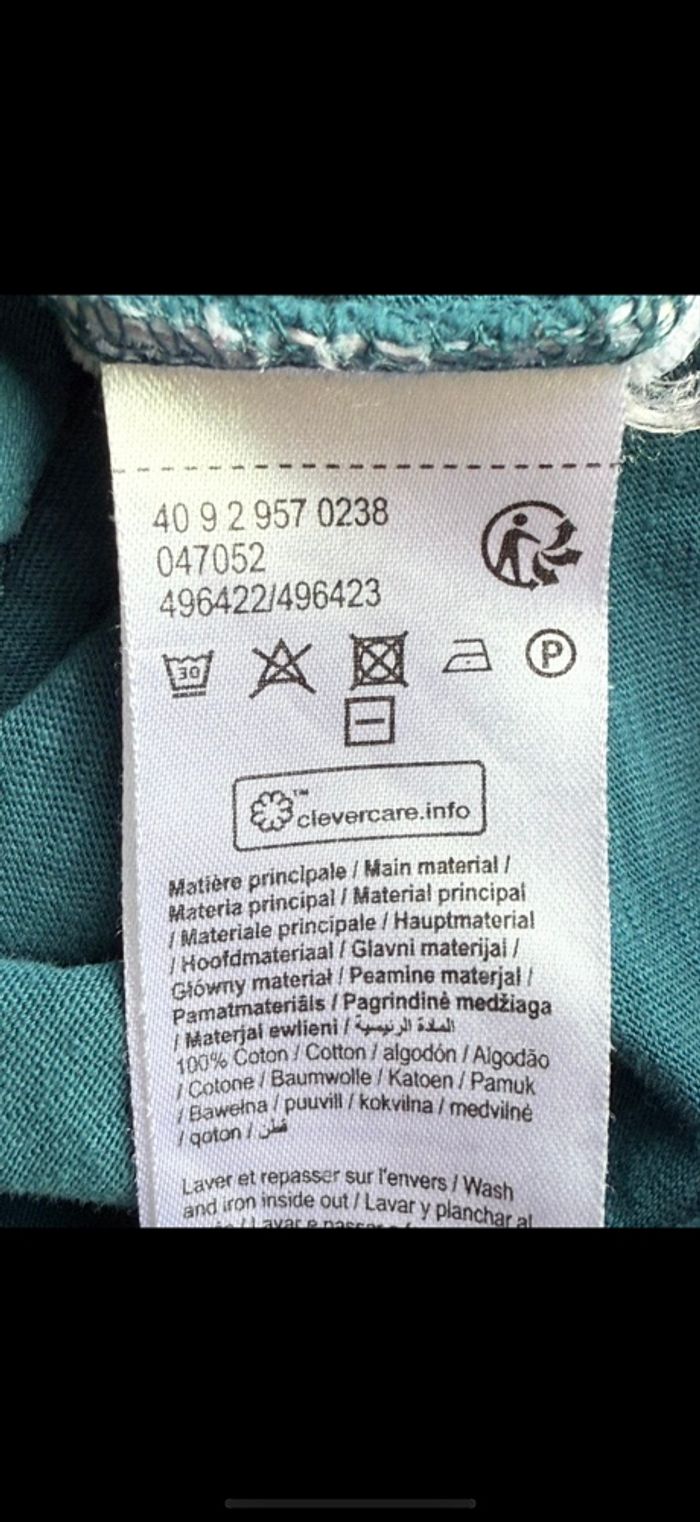 40 9 2 957 0238
047052
496422/496423
30
P
™
clevercare.info
Matière principale / Main material /
Materia principal / Material principal
/ Materiale principale / Hauptmaterial
/ Hoofdmateriaal / Glavni materijal /
Główny materiał / Peamine materjal /
Pamatmateriāls / Pagrindinė medžiaga
/ Materjal ewlieni / المادة الرئيسية
100% Coton / Cotton / algodón / Algodão
/ Cotone / Baumwolle / Katoen / Pamuk
/ Bawełna / puuvill / kokvilna / medvilnė
/ qoton / قطن
Laver et repasser sur l'envers / Wash
and iron inside out / Lavar y planchar al
/ Lavar e